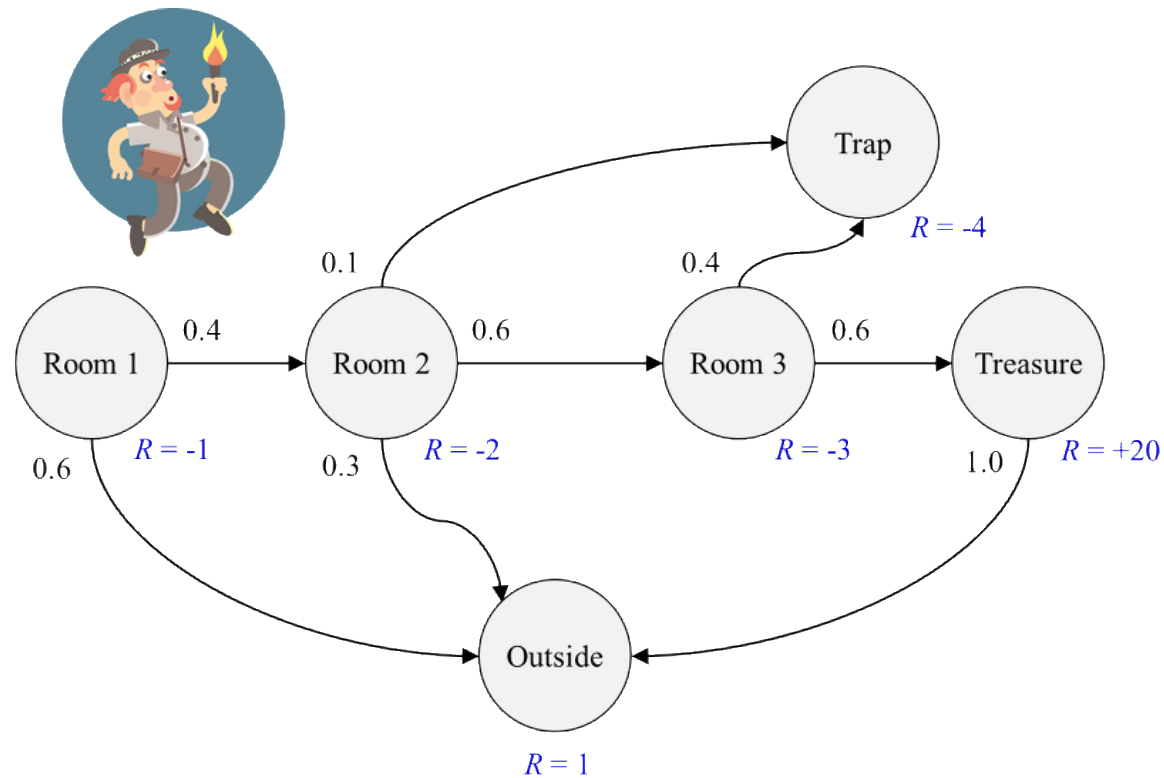 Trap
R = -4
0.1
0.4
0.4
0.6
0.6
Room 1
Room 2
Room 3
Treasure
R = -1
R = -2
R = -3
R = +20
0.6
0.3
1.0
Outside
R = 1